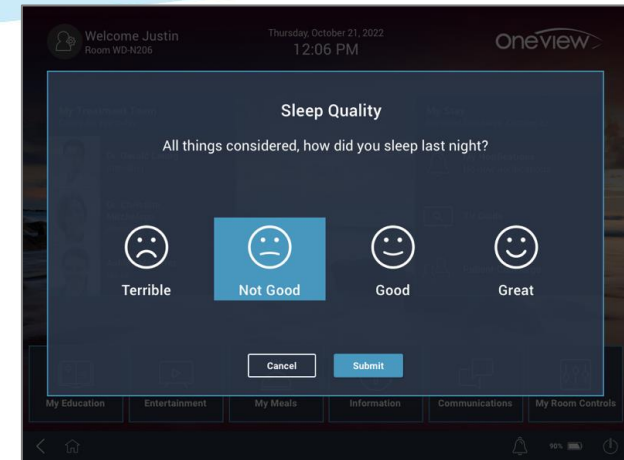 Welcome Justin
Room WD-N206
Thursday, October 21, 2022
12:06 PM
Oneview
Sleep Quality
All things considered, how did you sleep last night?
Terrible
Not Good
Good
Great
Cancel
Submit
My Education
Entertainment
My Meals
Information
Communications
My Room Controls
90%